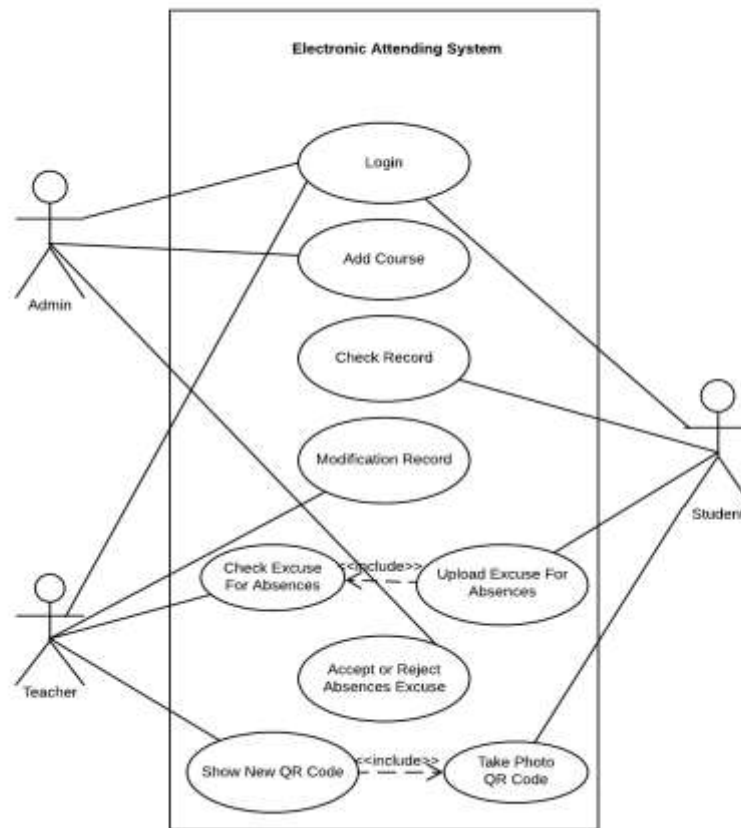 Electronic Attending System
Login
Add Course
Admin
Check Record
Modification Record
Student
Check Excuse
For Absences
<<include>>
Upload Excuse For
Absences
Teacher
Accept or Reject
Absences Excuse
Show New QR Code
<<include>>
Take Photo
QR Code